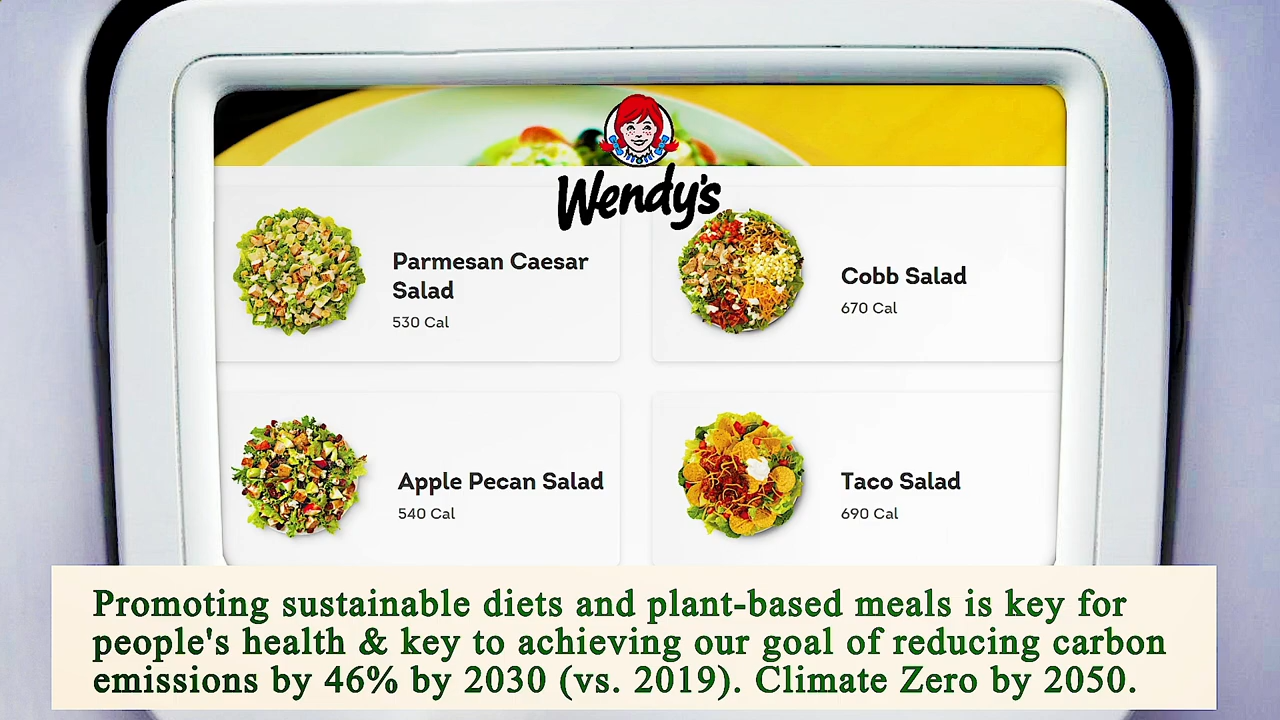 Wendy's
Parmesan Caesar
Salad
530 Cal
Cobb Salad
670 Cal
Apple Pecan Salad
540 Cal
Taco Salad
690 Cal
Promoting sustainable diets and plant-based meals is key for
people's health & key to achieving our goal of reducing carbon
emissions by 46% by 2030 (vs. 2019). Climate Zero by 2050.